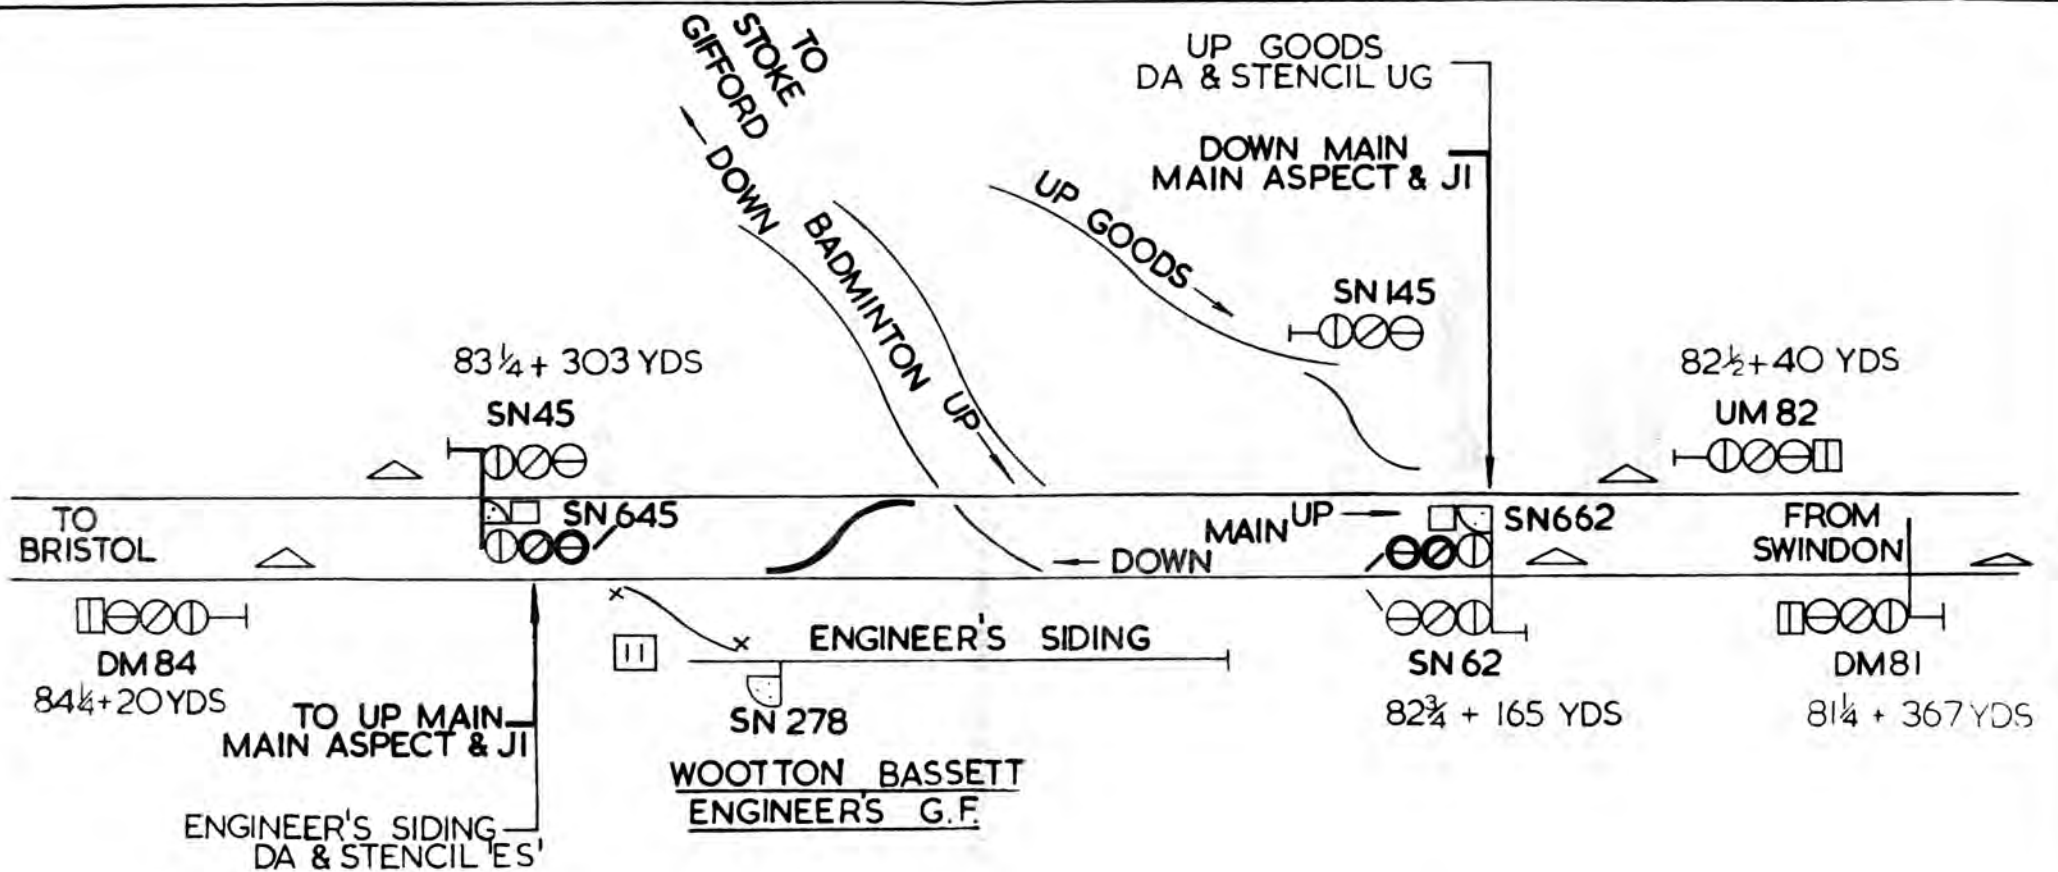 TO
STOKE
GIFFORD
UP GOODS
DA & STENCIL UG
DOWN MAIN
MAIN ASPECT & JI
DOWN
BADMINTON UP
UP GOODS
SN 145
83¼ + 303 YDS
SN45
82½ + 40 YDS
UM 82
TO
BRISTOL
SN 645
MAIN
UP
DOWN
SN662
FROM
SWINDON
DM 84
84¼ + 20 YDS
ENGINEER'S SIDING
SN 278
SN 62
82¾ + 165 YDS
DM81
81¼ + 367 YDS
TO UP MAIN
MAIN ASPECT & JI
WOOTTON BASSETT
ENGINEER'S G.F.
ENGINEER'S SIDING
DA & STENCIL 'ES'